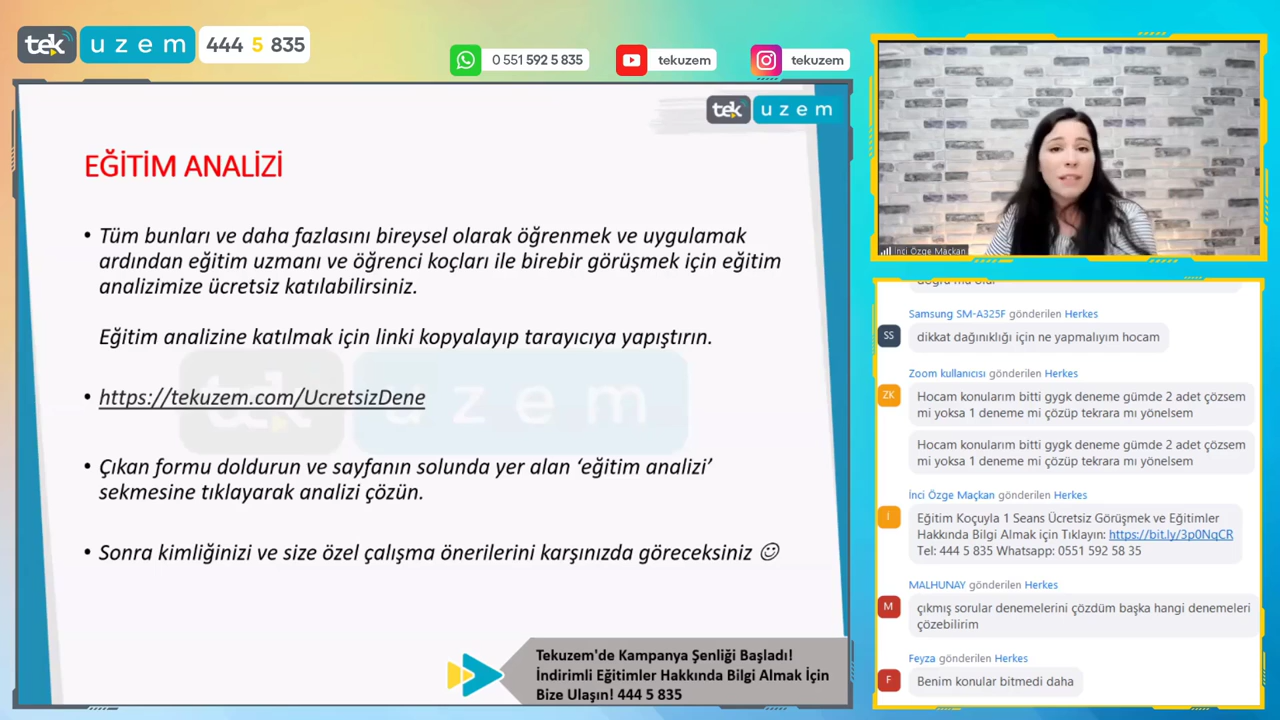 tek uzem 444 5 835
0 551 592 5 835
tekuzem
tekuzem
tek uzem
EĞİTİM ANALİZİ
• Tüm bunları ve daha fazlasını bireysel olarak öğrenmek ve uygulamak
ardından eğitim uzmanı ve öğrenci koçları ile birebir görüşmek için eğitim
analizimize ücretsiz katılabilirsiniz.
Eğitim analizine katılmak için linki kopyalayıp tarayıcıya yapıştırın.
• https://tekuzem.com/UcretsizDene
tek uzem
• Çıkan formu doldurun ve sayfanın solunda yer alan ‘eğitim analizi’
sekmesine tıklayarak analizi çözün.
• Sonra kimliğinizi ve size özel çalışma önerilerini karşınızda göreceksiniz ☺
Tekuzem'de Kampanya Şenliği Başladı!
İndirimli Eğitimler Hakkında Bilgi Almak İçin
Bize Ulaşın! 444 5 835
İnci Özge Maçkan
Samsung SM-A325F gönderilen Herkes
SS
dikkat dağınıklığı için ne yapmalıyım hocam
Zoom kullanıcısı gönderilen Herkes
ZK
Hocam konularım bitti gygk deneme gümde 2 adet çözsem
mi yoksa 1 deneme mi çözüp tekrara mı yönelsem
Hocam konularım bitti gygk deneme gümde 2 adet çözsem
mi yoksa 1 deneme mi çözüp tekrara mı yönelsem
İnci Özge Maçkan gönderilen Herkes
İ
Eğitim Koçuyla 1 Seans Ücretsiz Görüşmek ve Eğitimler
Hakkında Bilgi Almak için Tıklayın: https://bit.ly/3p0NqCR
Tel: 444 5 835 Whatsapp: 0551 592 58 35
MALHUNAY gönderilen Herkes
M
çıkmış sorular denemelerini çözdüm başka hangi denemeleri
çözebilirim
Feyza gönderilen Herkes
F
Benim konular bitmedi daha